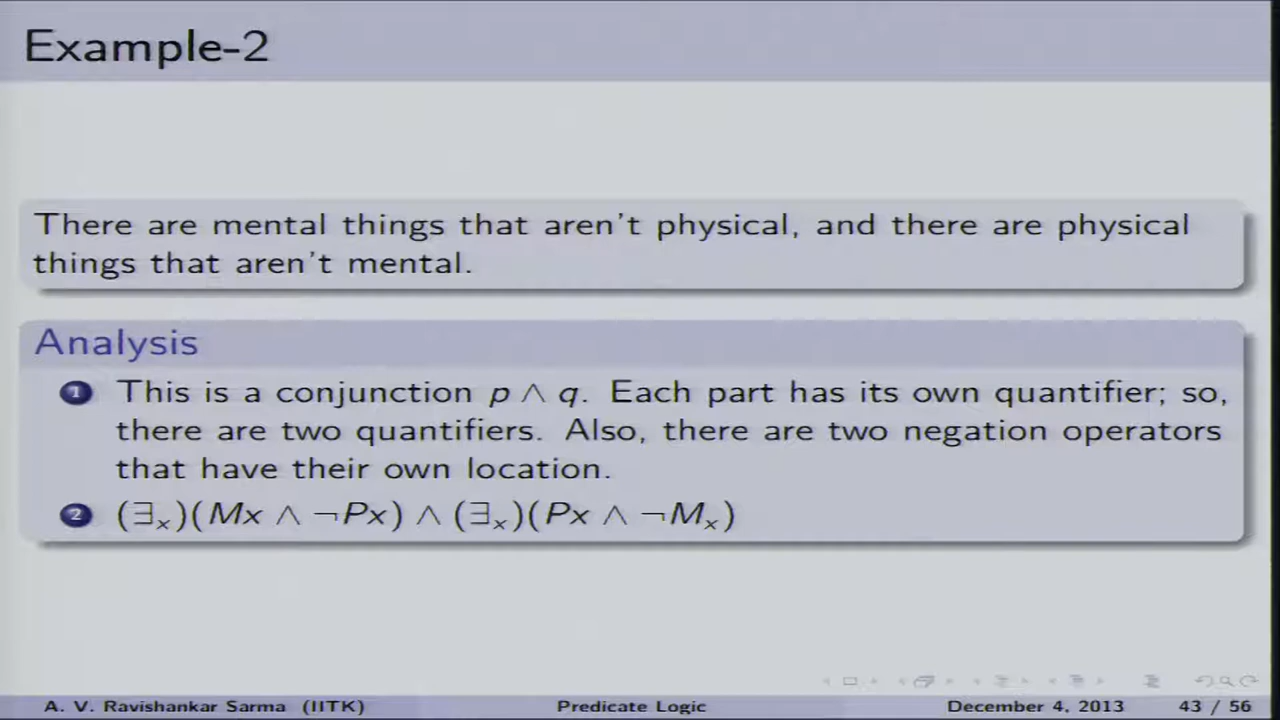 Example-2
There are mental things that aren't physical, and there are physical
things that aren't mental.
Analysis
1 This is a conjunction p ∧ q. Each part has its own quantifier; so,
there are two quantifiers. Also, there are two negation operators
that have their own location.
2 (∃ₓ)(Mx ∧ ¬Px) ∧ (∃ₓ)(Px ∧ ¬Mₓ)
A. V. Ravishankar Sarma (IITK) Predicate Logic December 4, 2013 43 / 56